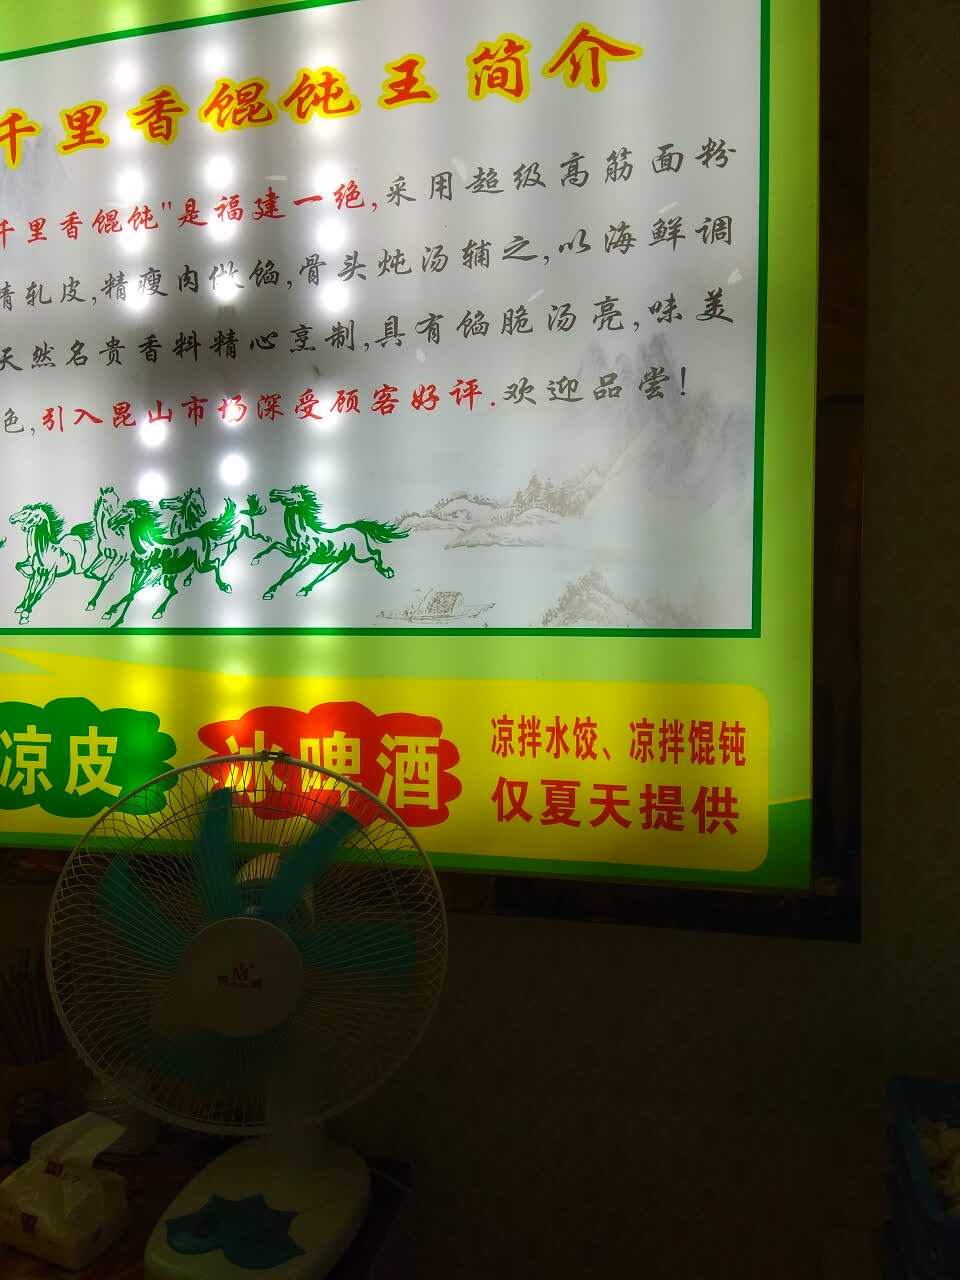 千里香馄饨王简介
千里香馄饨"是福建一绝,采用超级高筋面粉
精轧皮,精瘦肉做馅,骨头炖汤辅之,以海鲜调
天然名贵香料精心烹制,具有馅脆汤亮,味美
色,引入昆山市场深受顾客好评.欢迎品尝!
凉皮
冰啤酒
凉拌水饺、凉拌馄饨
仅夏天提供